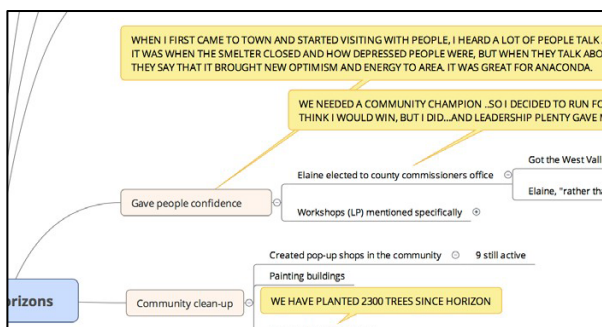 WHEN I FIRST CAME TO TOWN AND STARTED VISITING WITH PEOPLE, I HEARD A LOT OF PEOPLE TALK
IT WAS WHEN THE SMELTER CLOSED AND HOW DEPRESSED PEOPLE WERE, BUT WHEN THEY TALK ABO
THEY SAY THAT IT BROUGHT NEW OPTIMISM AND ENERGY TO AREA. IT WAS GREAT FOR ANACONDA.
WE NEEDED A COMMUNITY CHAMPION ..SO I DECIDED TO RUN FO
THINK I WOULD WIN, BUT I DID...AND LEADERSHIP PLENTY GAVE M
Got the West Vall
Elaine elected to county commissioners office
Elaine, "rather tha
Gave people confidence
Workshops (LP) mentioned specifically
Created pop-up shops in the community
9 still active
Painting buildings
orizons
Community clean-up
WE HAVE PLANTED 2300 TREES SINCE HORIZON